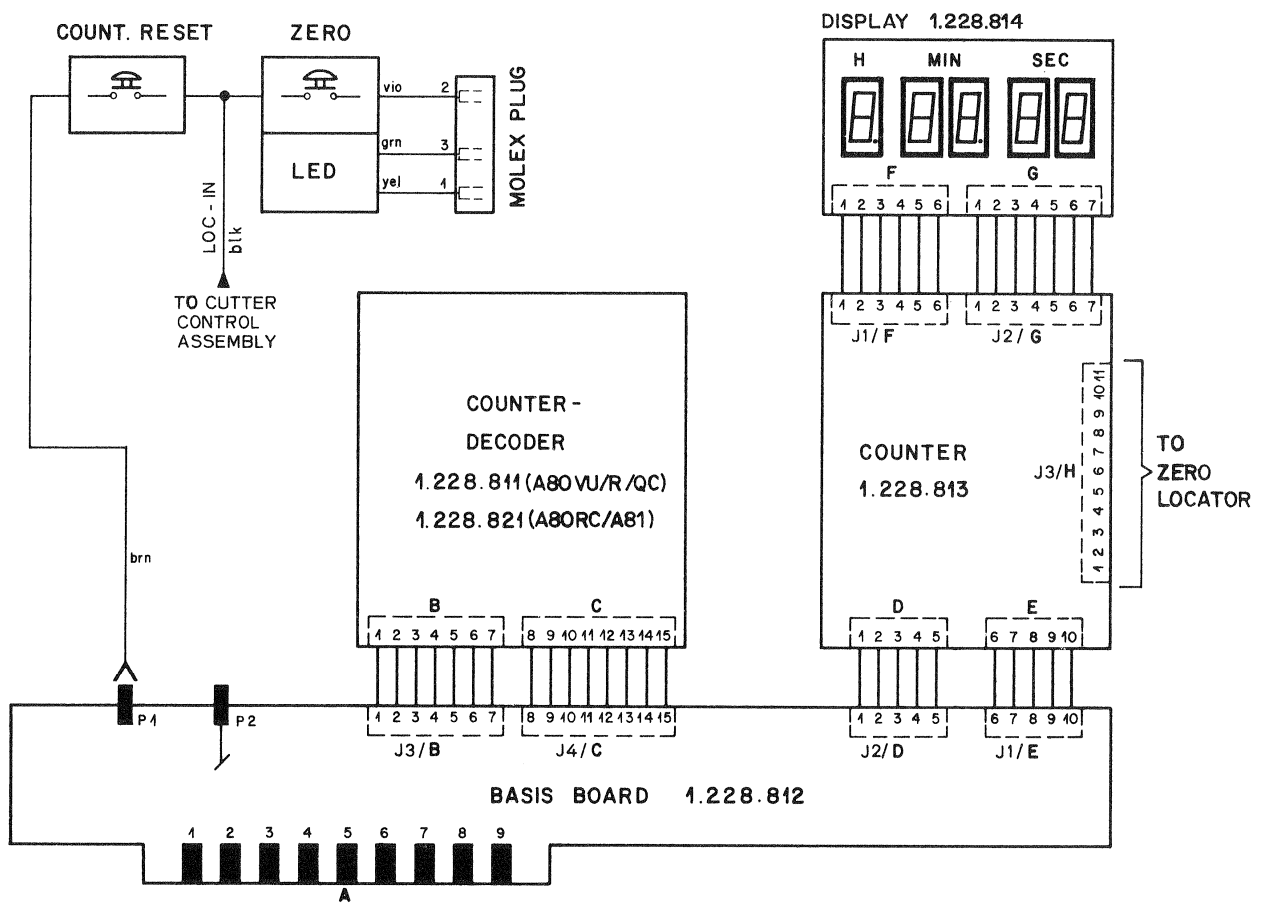 COUNT. RESET
ZERO
vio 2
grn 3
LED
yel 1
MOLEX PLUG
LOC-IN
blk
TO CUTTER
CONTROL
ASSEMBLY
brn
DISPLAY 1.228.814
H MIN SEC
F G
1 2 3 4 5 6 1 2 3 4 5 6 7
1 2 3 4 5 6 1 2 3 4 5 6 7
J1/F J2/G
COUNTER
1.228.813
J3/H
1 2 3 4 5 6 7 8 9 10 11
TO
ZERO
LOCATOR
COUNTER-
DECODER
1.228.811 (A80VU/R/QC)
1.228.821 (A80RC/A81)
B C
1 2 3 4 5 6 7 8 9 10 11 12 13 14 15
D E
1 2 3 4 5 6 7 8 9 10
P1 P2
1 2 3 4 5 6 7 8 9 10 11 12 13 14 15
J3/B J4/C
1 2 3 4 5 6 7 8 9 10
J2/D J1/E
BASIS BOARD 1.228.812
1 2 3 4 5 6 7 8 9
A